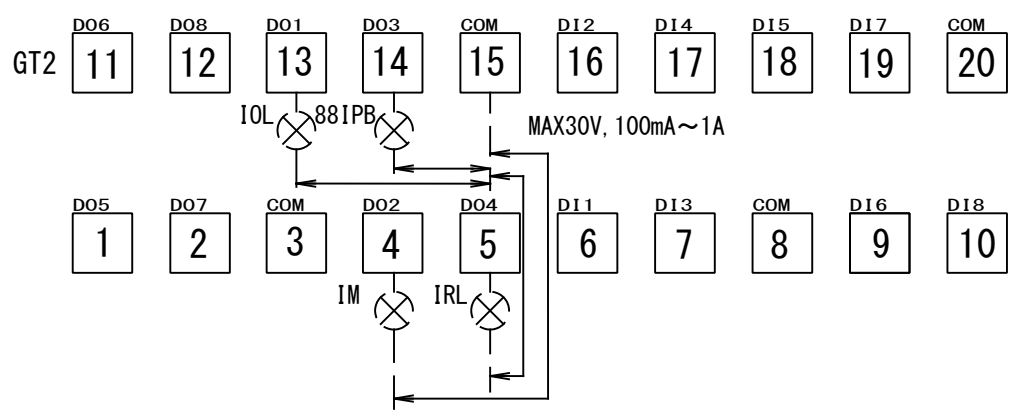 DO6 DO8 DO1 DO3 COM DI2 DI4 DI5 DI7 COM
GT2 11 12 13 14 15 16 17 18 19 20
IOL 88IPB MAX30V,100mA～1A
DO5 DO7 COM DO2 DO4 DI1 DI3 COM DI6 DI8
1 2 3 4 5 6 7 8 9 10
IM IRL